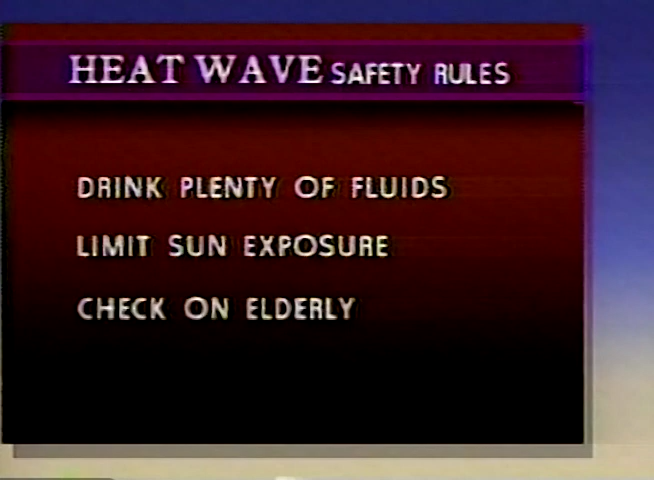 HEAT WAVE SAFETY RULES
DRINK PLENTY OF FLUIDS
LIMIT SUN EXPOSURE
CHECK ON ELDERLY